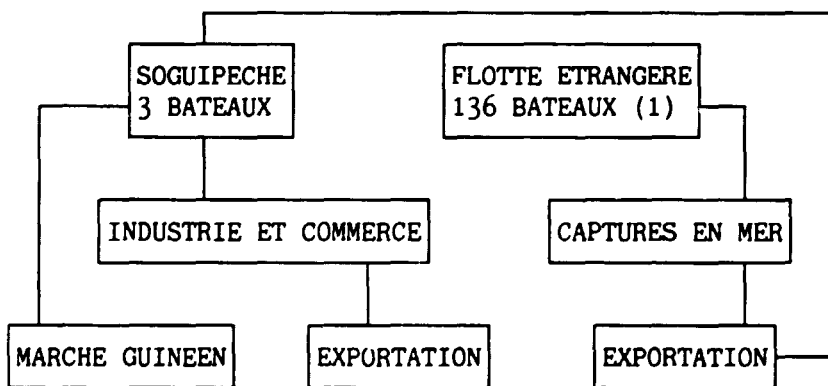 SOGUIPECHE
3 BATEAUX
FLOTTE ETRANGERE
136 BATEAUX (1)
INDUSTRIE ET COMMERCE
CAPTURES EN MER
MARCHE GUINEEN
EXPORTATION
EXPORTATION